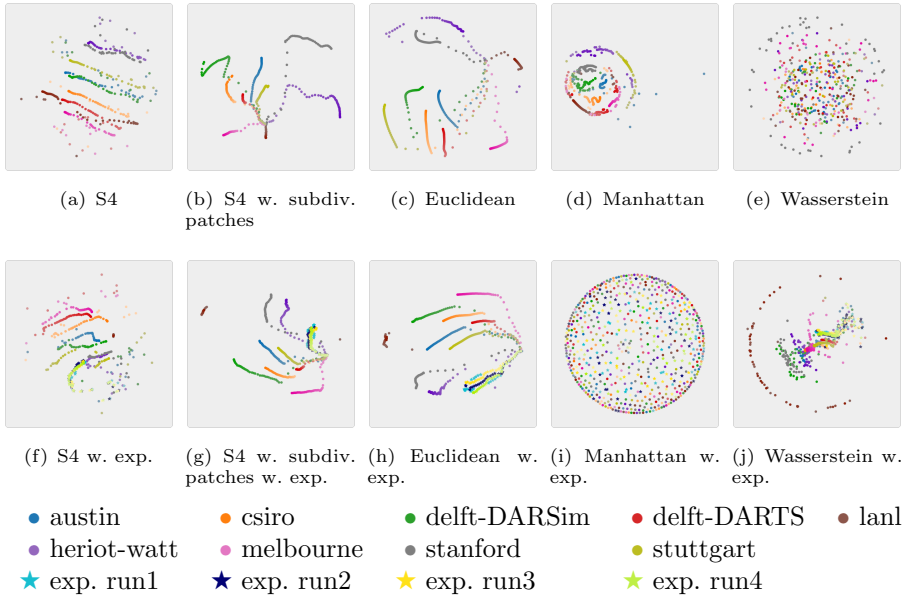 (a) S4
(b) S4 w. subdiv.
patches
(c) Euclidean
(d) Manhattan
(e) Wasserstein
(f) S4 w. exp.
(g) S4 w. subdiv.
patches w. exp.
(h) Euclidean w.
exp.
(i) Manhattan w.
exp.
(j) Wasserstein w.
exp.
austin csiro delft-DARSim delft-DARTS lanl
heriot-watt melbourne stanford stuttgart
exp. run1 exp. run2 exp. run3 exp. run4